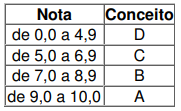 Nota Conceito
de 0,0 a 4,9 D
de 5,0 a 6,9 C
de 7,0 a 8,9 B
de 9,0 a 10,0 A